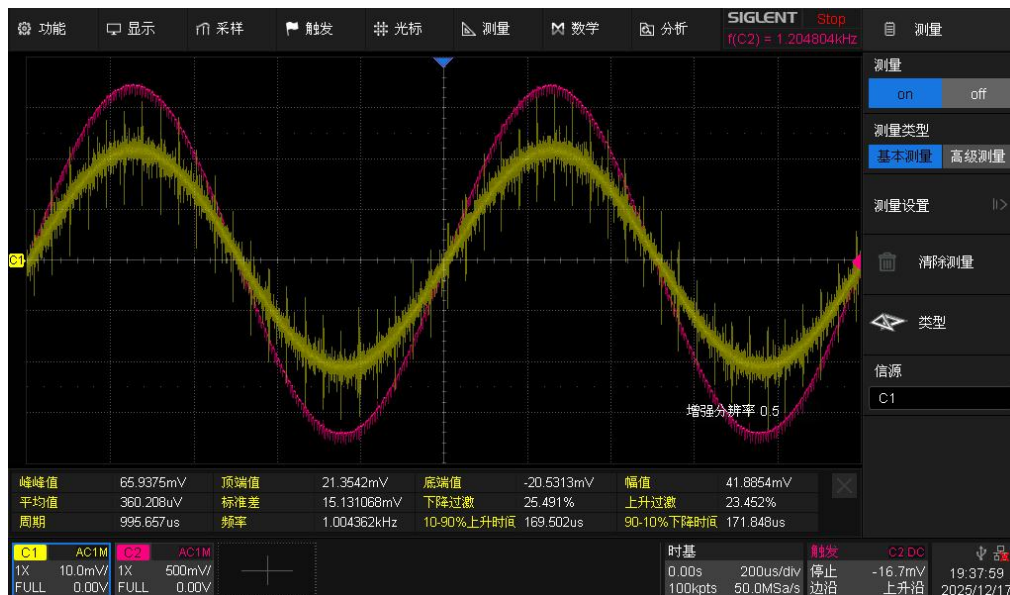 功能 显示 采样 触发 光标 测量 数学 分析 SIGLENT Stop 测量
f(C2) = 1.204804kHz
测量
on off
测量类型
基本测量 高级测量
测量设置
C1
清除测量
类型
信源
C1
增强分辨率 0.5
峰峰值 65.9375mV 顶端值 21.3542mV 底端值 -20.5313mV 幅值 41.8854mV
平均值 360.208uV 标准差 15.131068mV 下降过激 25.491% 上升过激 23.452%
周期 995.657us 频率 1.004362kHz 10-90%上升时间 169.502us 90-10%下降时间 171.848us
C1 AC1M C2 AC1M 时基 触发 C2 DC
1X 10.0mV/ 1X 500mV/ 0.00s 200us/div 停止 -16.7mV 19:37:59
FULL 0.00V FULL 0.00V 100kpts 50.0MSa/s 边沿 上升沿 2025/12/17